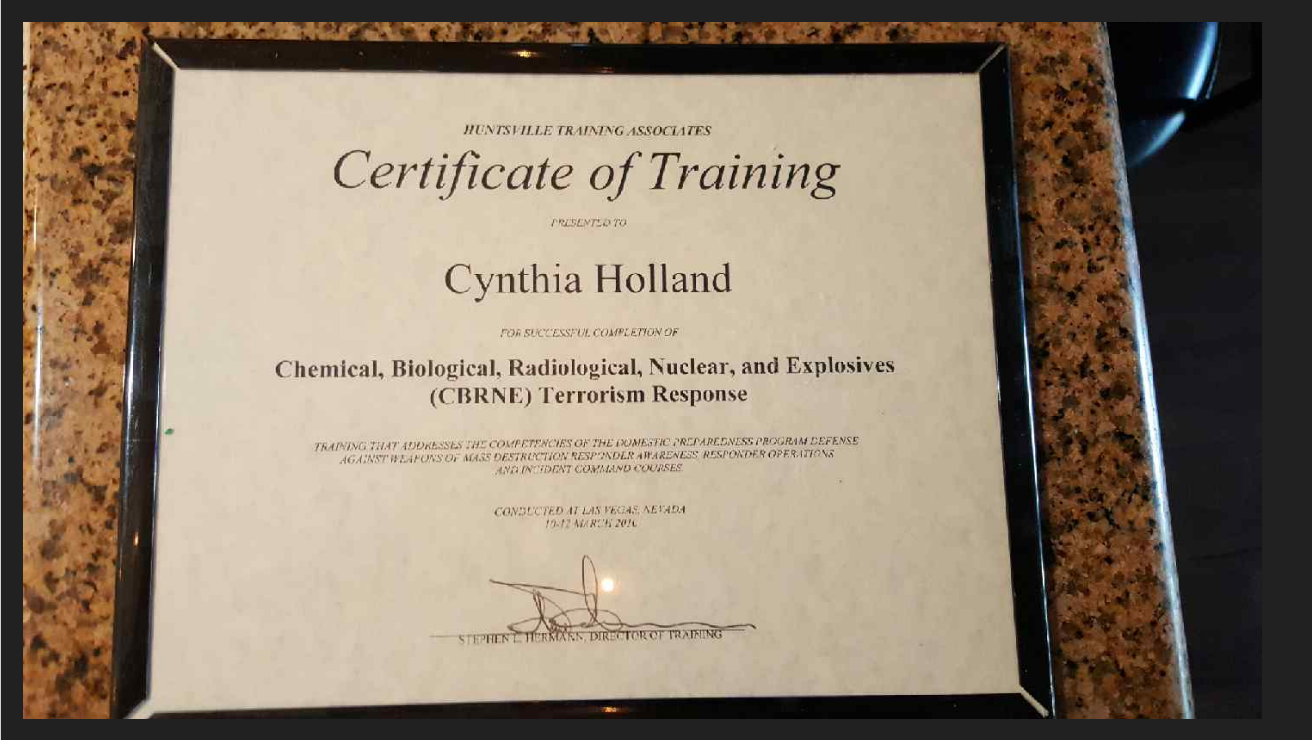 HUNTSVILLE TRAINING ASSOCIATES
Certificate of Training
PRESENTED TO
Cynthia Holland
FOR SUCCESSFUL COMPLETION OF
Chemical, Biological, Radiological, Nuclear, and Explosives
(CBRNE) Terrorism Response
TRAINING THAT ADDRESSES THE COMPETENCIES OF THE DOMESTIC PREPAREDNESS PROGRAM DEFENSE
AGAINST WEAPONS OF MASS DESTRUCTION RESPONDER AWARENESS, RESPONDER OPERATIONS
AND INCIDENT COMMAND COURSES.
CONDUCTED AT LAS VEGAS, NEVADA
10-12 MARCH
STEPHEN L. HERMANN, DIRECTOR OF TRAINING